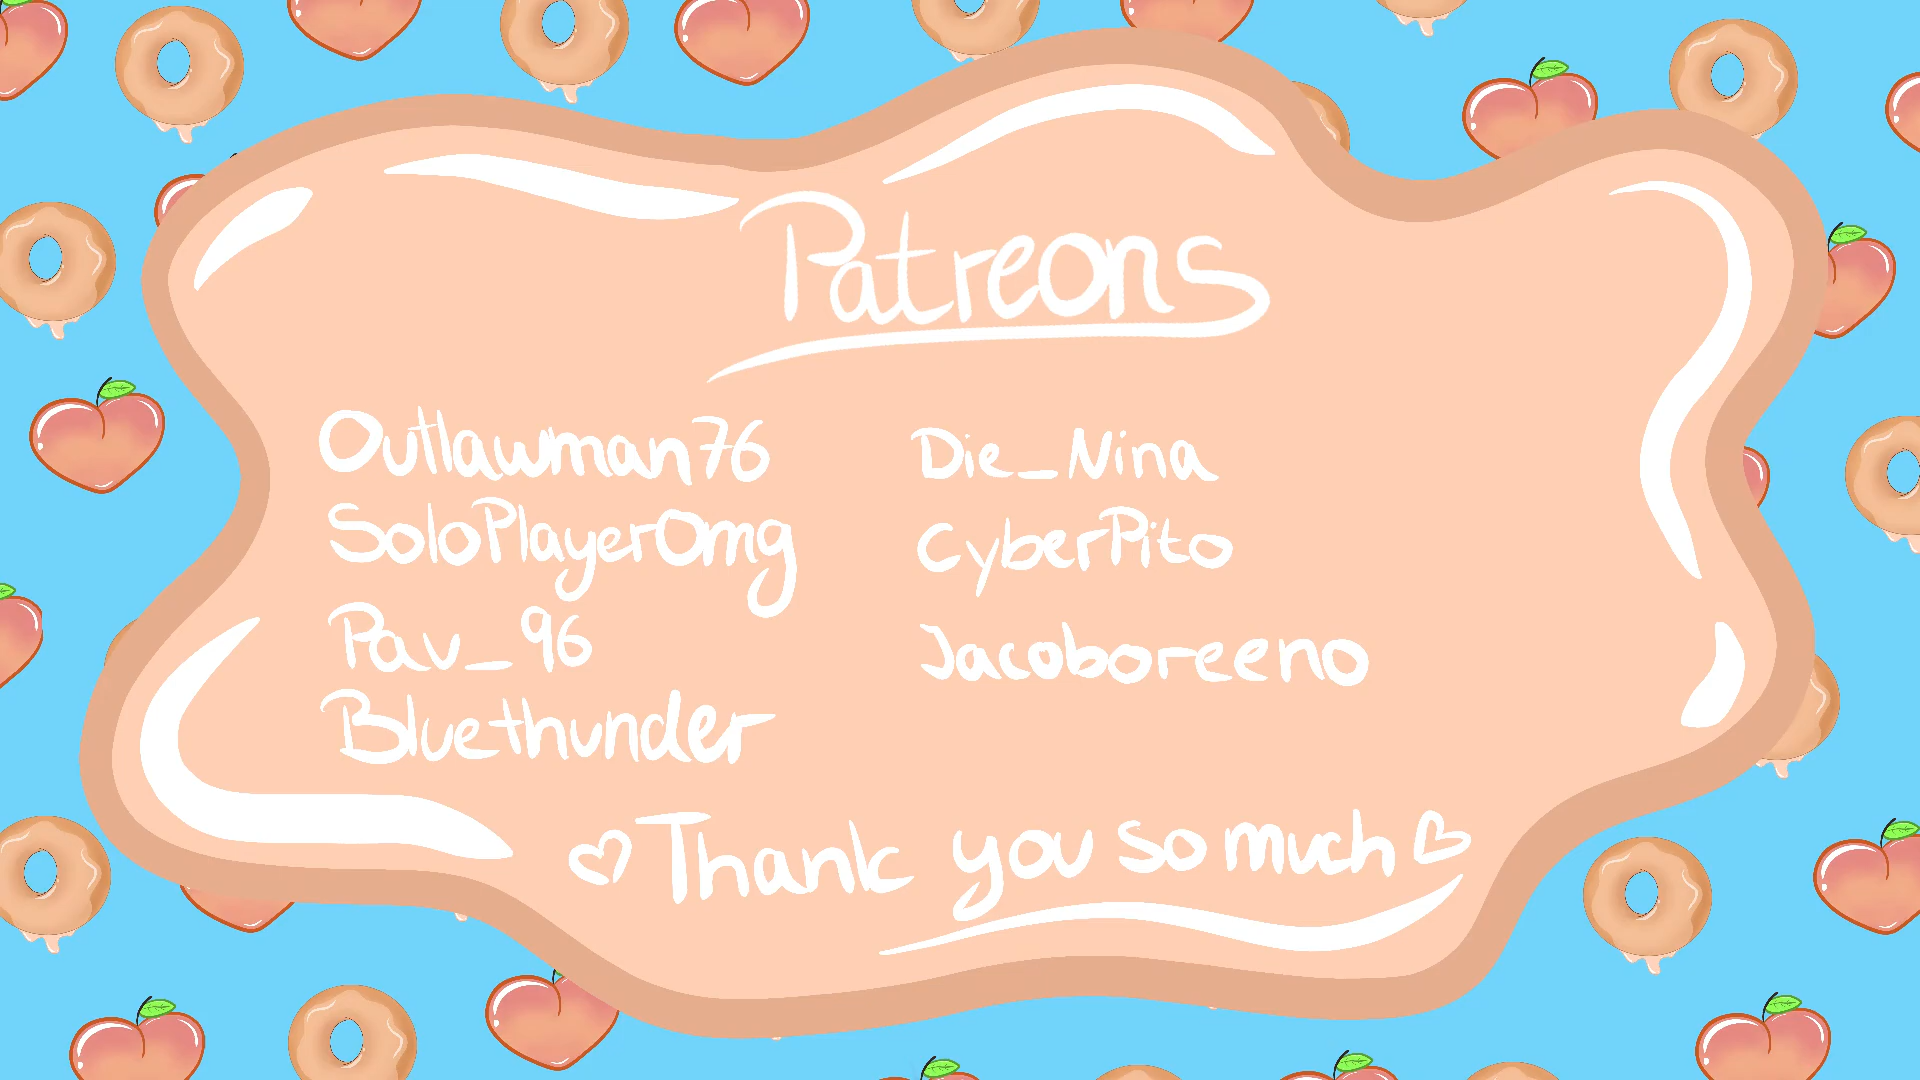 Patreons
Outlawman76
SoloPlayerOmg
Pav_96
Bluethunder
Die_Nina
CyberPito
Jacoboreeno
♡Thank you so much♡